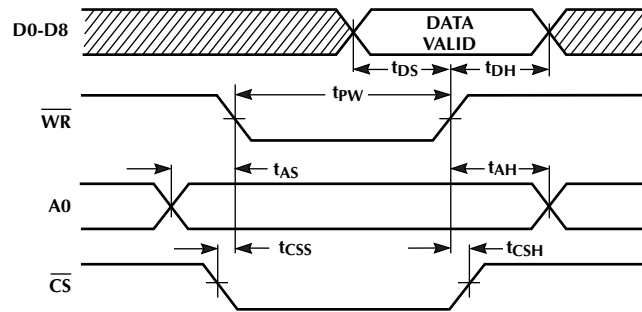 D0-D8
DATA
VALID
tDS
tDH
tPW
WR
tAS
tAH
A0
tCSS
tCSH
CS